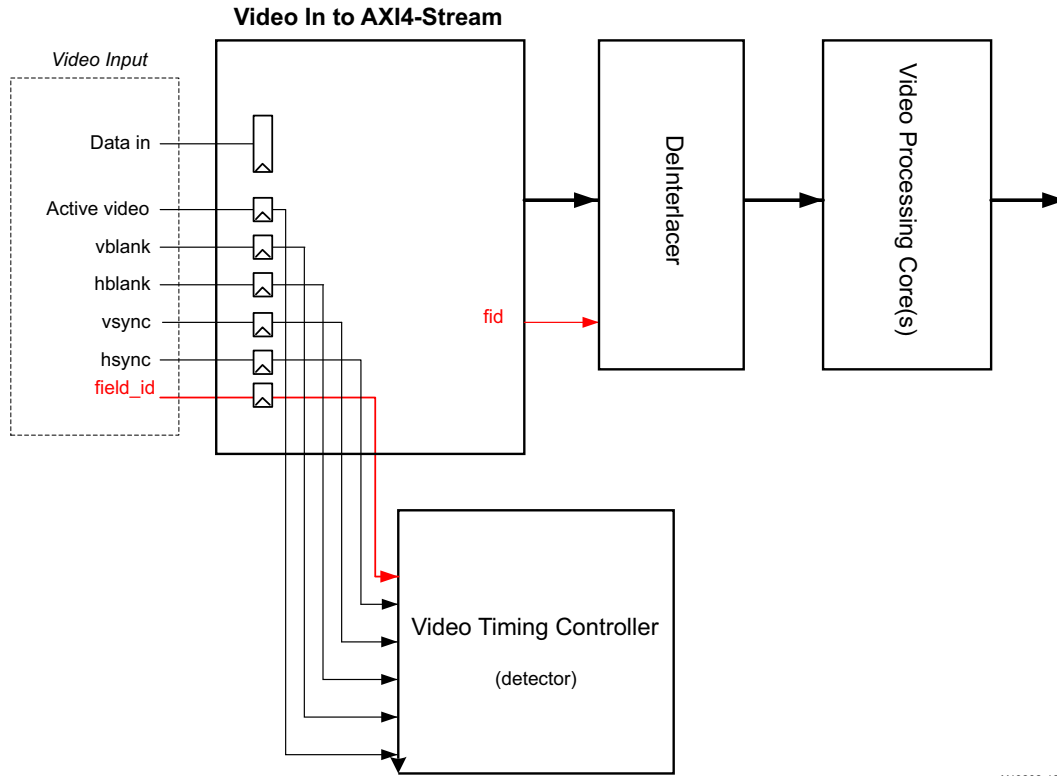 Video In to AXI4-Stream
Video Input
Data in
Active video
vblank
hblank
vsync
hsync
field_id
fid
DeInterlacer
Video Processing Core(s)
Video Timing Controller
(detector)